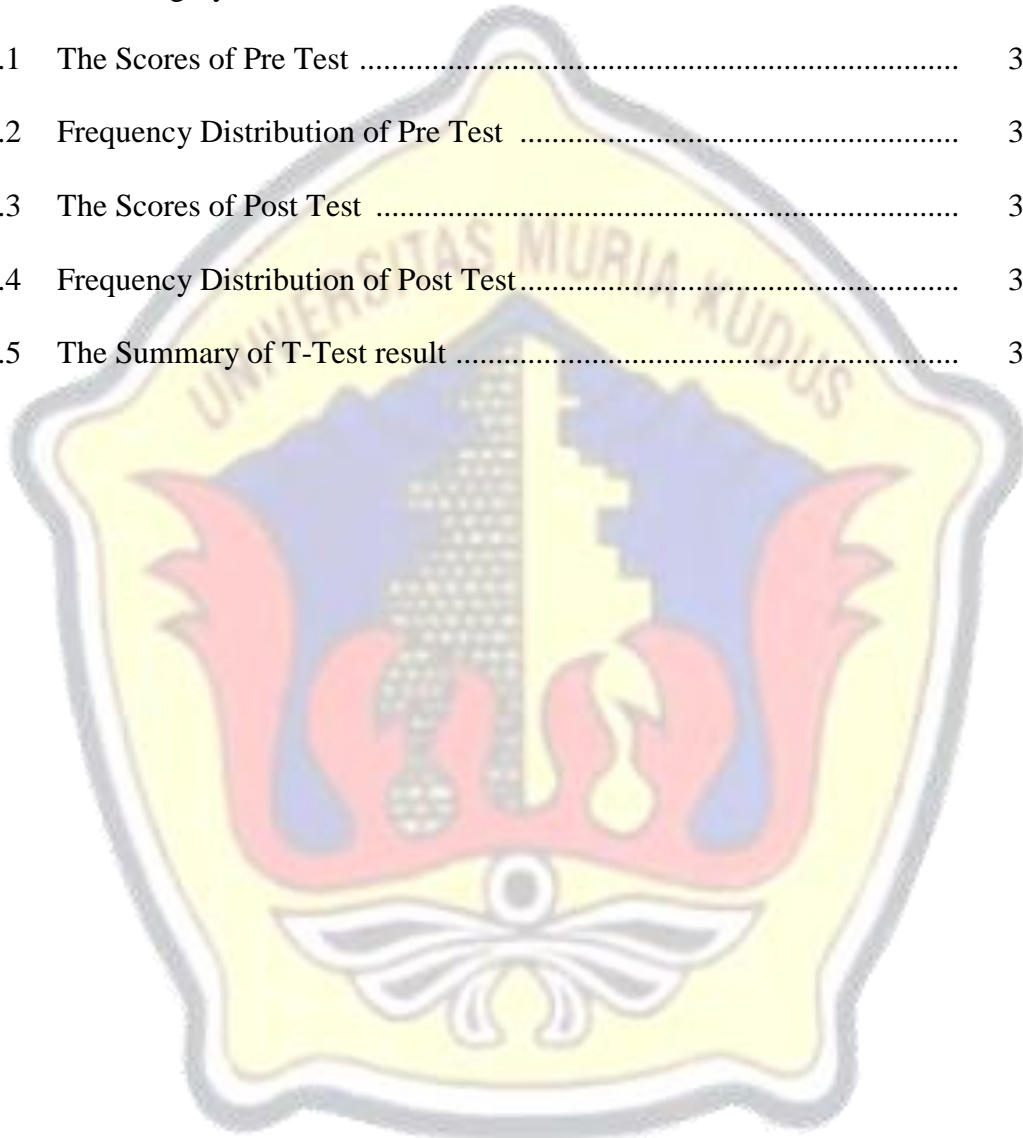 .1 The Scores of Pre Test .......................................................................... 3
.2 Frequency Distribution of Pre Test ...................................................... 3
.3 The Scores of Post Test ........................................................................ 3
.4 Frequency Distribution of Post Test...................................................... 3
.5 The Summary of T-Test result .............................................................. 3
UNIVERSITAS MURIA KUDUS